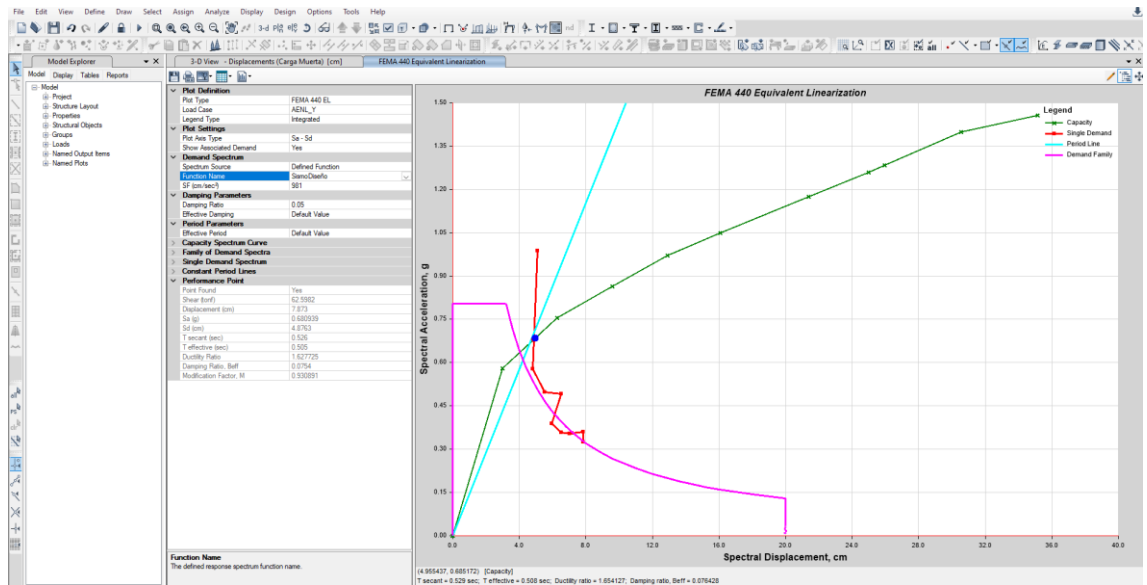 File Edit View Define Draw Select Assign Analyze Display Design Options Tools Help
3-d
Model Explorer
Model Display Tables Reports
Model
Project
Structure Layout
Properties
Structural Objects
Groups
Loads
Named Output Items
Named Plots
3-D View - Displacements (Carga Muerta) [cm]
FEMA 440 Equivalent Linearization
Plot Definition
Plot Type FEMA 440 EL
Load Case AENL_Y
Legend Type Integrated
Plot Settings
Plot Axis Type Sa - Sd
Show Associated Demand Yes
Demand Spectrum
Spectrum Source Defined Function
Function Name SismoDiseño
SF (cm/sec²) 981
Damping Parameters
Damping Ratio 0.05
Effective Damping Default Value
Period Parameters
Effective Period Default Value
Capacity Spectrum Curve
Family of Demand Spectra
Single Demand Spectrum
Constant Period Lines
Performance Point
Point Found Yes
Shear (tonf) 62.5982
Displacement (cm) 7.873
Sa (g) 0.680939
Sd (cm) 4.8763
T secant (sec) 0.526
T effective (sec) 0.505
Ductility Ratio 1.627725
Damping Ratio, Beff 0.0754
Modification Factor, M 0.930891
Function Name
The defined response spectrum function name.
FEMA 440 Equivalent Linearization
Legend
Capacity
Single Demand
Period Line
Demand Family
Spectral Acceleration, g
1.50
1.35
1.20
1.05
0.90
0.75
0.60
0.45
0.30
0.15
0.00
0.0 4.0 8.0 12.0 16.0 20.0 24.0 28.0 32.0 36.0 40.0
Spectral Displacement, cm
(4.955437, 0.685172) [Capacity]
T secant = 0.529 sec; T effective = 0.508 sec; Ductility ratio = 1.654127; Damping ratio, Beff = 0.076428